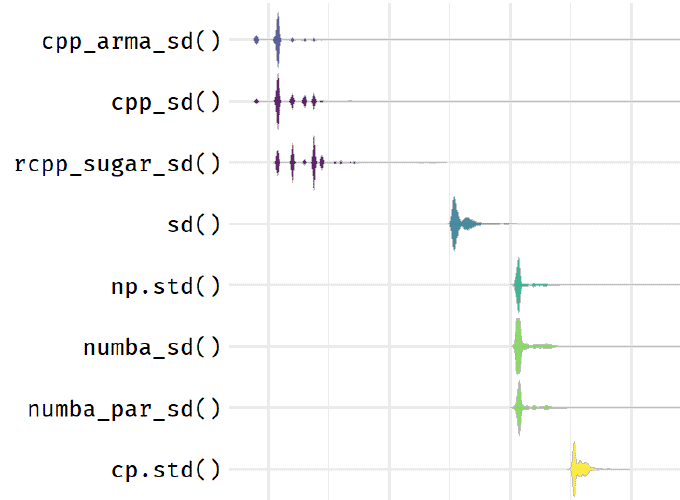 cpp_arma_sd()
cpp_sd()
rcpp_sugar_sd()
sd()
np.std()
numba_sd()
numba_par_sd()
cp.std()